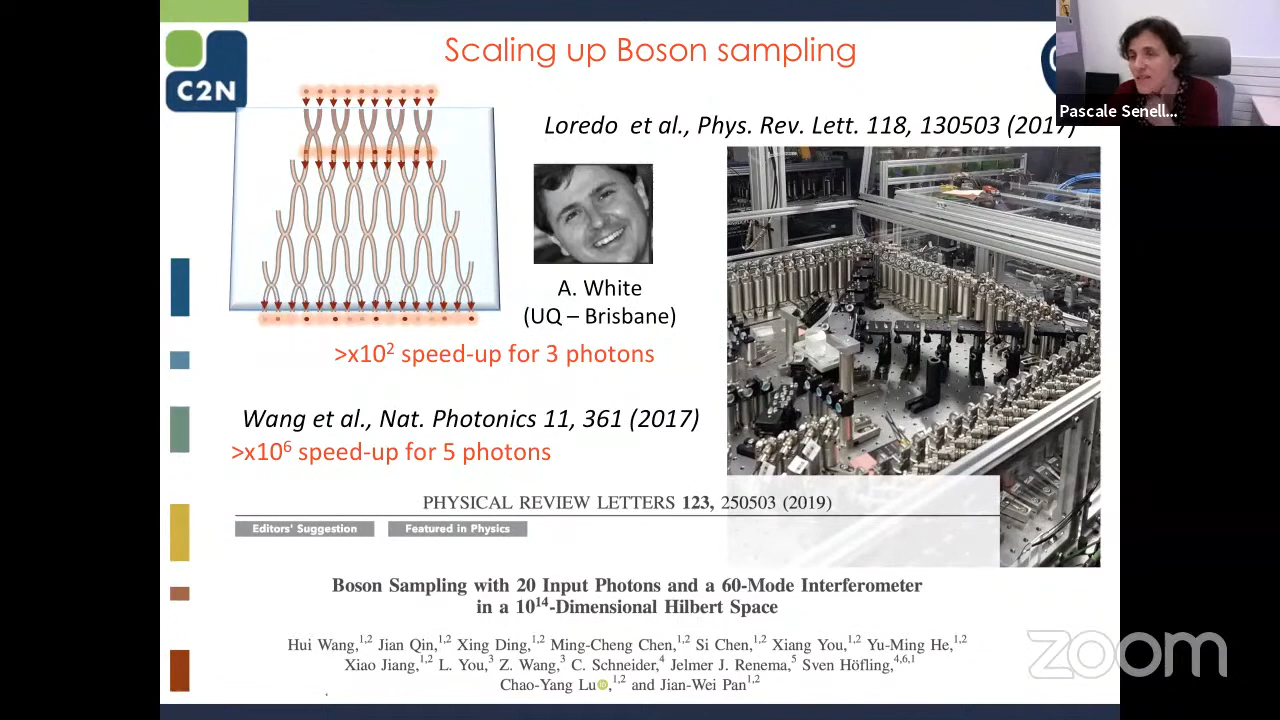 Scaling up Boson sampling
C2N
Pascale Senell...
Loredo et al., Phys. Rev. Lett. 118, 130503 (2017)
A. White
(UQ – Brisbane)
>x10² speed-up for 3 photons
Wang et al., Nat. Photonics 11, 361 (2017)
>x10⁶ speed-up for 5 photons
PHYSICAL REVIEW LETTERS 123, 250503 (2019)
Editors' Suggestion
Featured in Physics
Boson Sampling with 20 Input Photons and a 60-Mode Interferometer
in a 10¹⁴-Dimensional Hilbert Space
Hui Wang,¹,² Jian Qin,¹,² Xing Ding,¹,² Ming-Cheng Chen,¹,² Si Chen,¹,² Xiang You,¹,² Yu-Ming He,¹,²
Xiao Jiang,¹,² L. You,³ Z. Wang,³ C. Schneider,⁴ Jelmer J. Renema,⁵ Sven Höfling,⁴,⁶,¹
Chao-Yang Lu,¹,² and Jian-Wei Pan¹,²
zoom